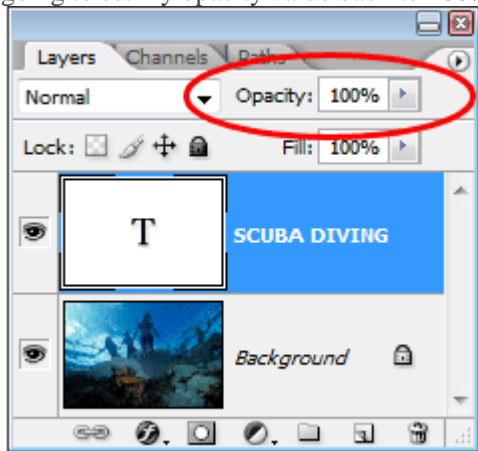 Layers Channels Paths
Normal Opacity: 100%
Lock: Fill: 100%
T SCUBA DIVING
Background